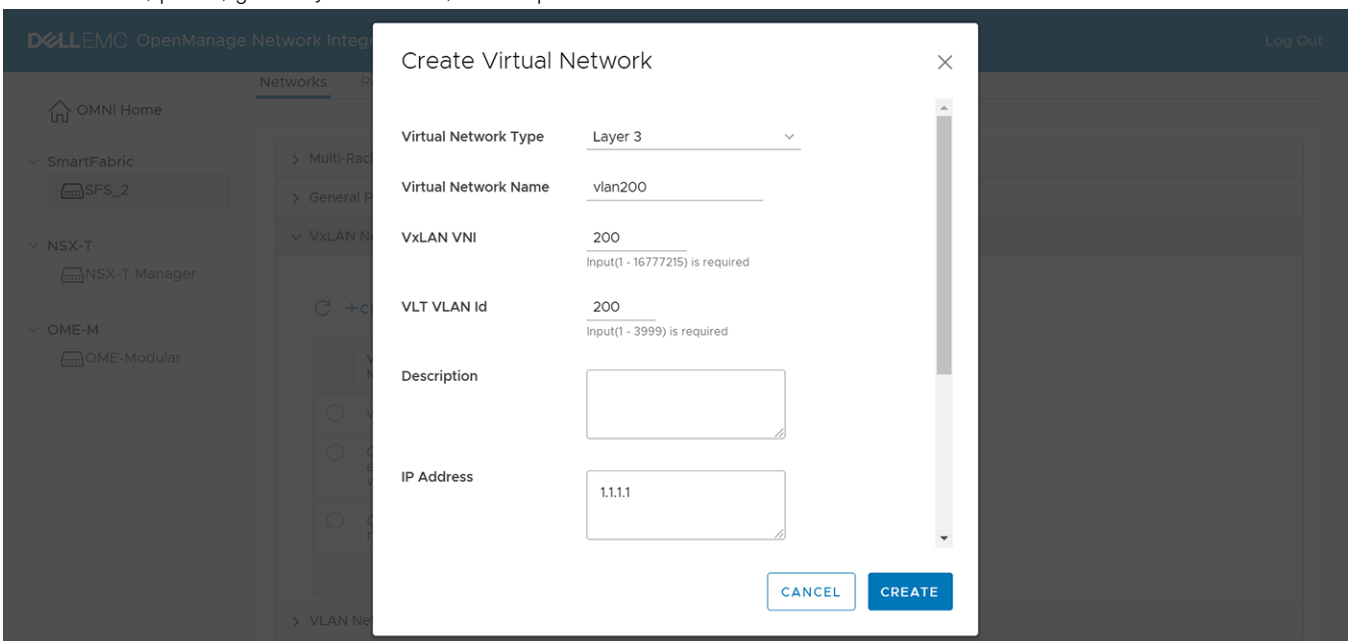 DELLEMC OpenManage Network Integ
Log Out
Networks
OMNI Home
SmartFabric
SFS_2
NSX-T
NSX-T Manager
OME-M
OME-Modular
Multi-Rac
General P
VxLAN Ne
VLAN Ne
Create Virtual Network
Virtual Network Type
Layer 3
Virtual Network Name
vlan200
VxLAN VNI
200
Input(1 - 16777215) is required
VLT VLAN Id
200
Input(1 - 3999) is required
Description
IP Address
1.1.1.1
CANCEL
CREATE